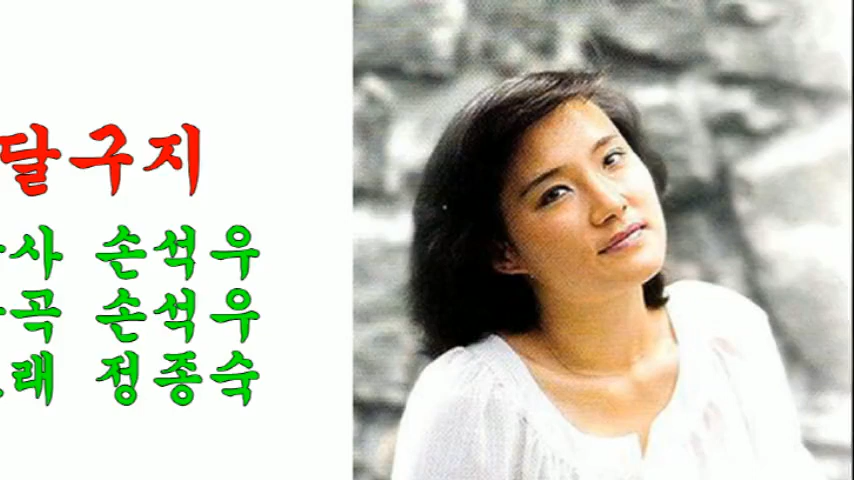 달구지
사 손석우
곡 손석우
래 정종숙